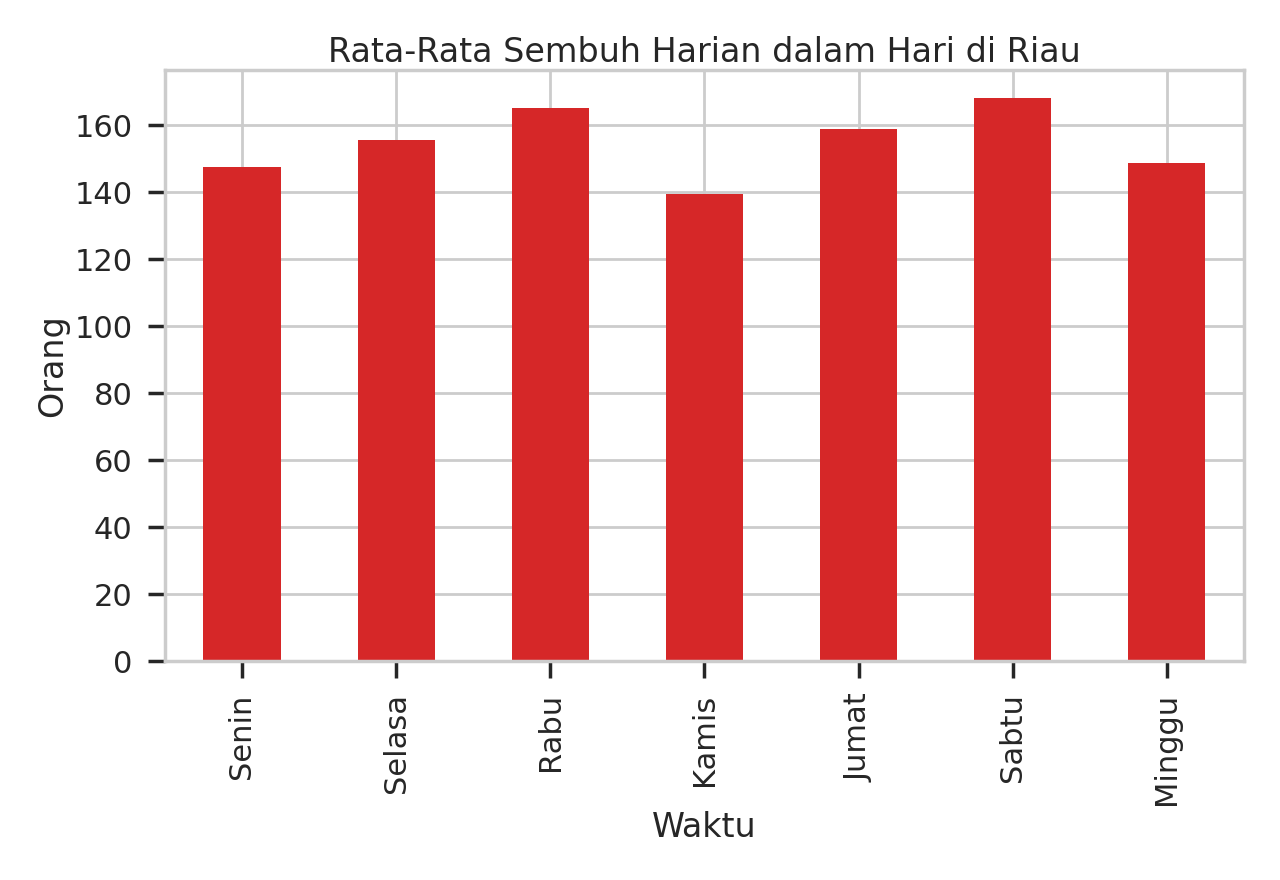 Rata-Rata Sembuh Harian dalam Hari di Riau
Orang
160
140
120
100
80
60
40
20
0
Senin
Selasa
Rabu
Kamis
Jumat
Sabtu
Minggu
Waktu